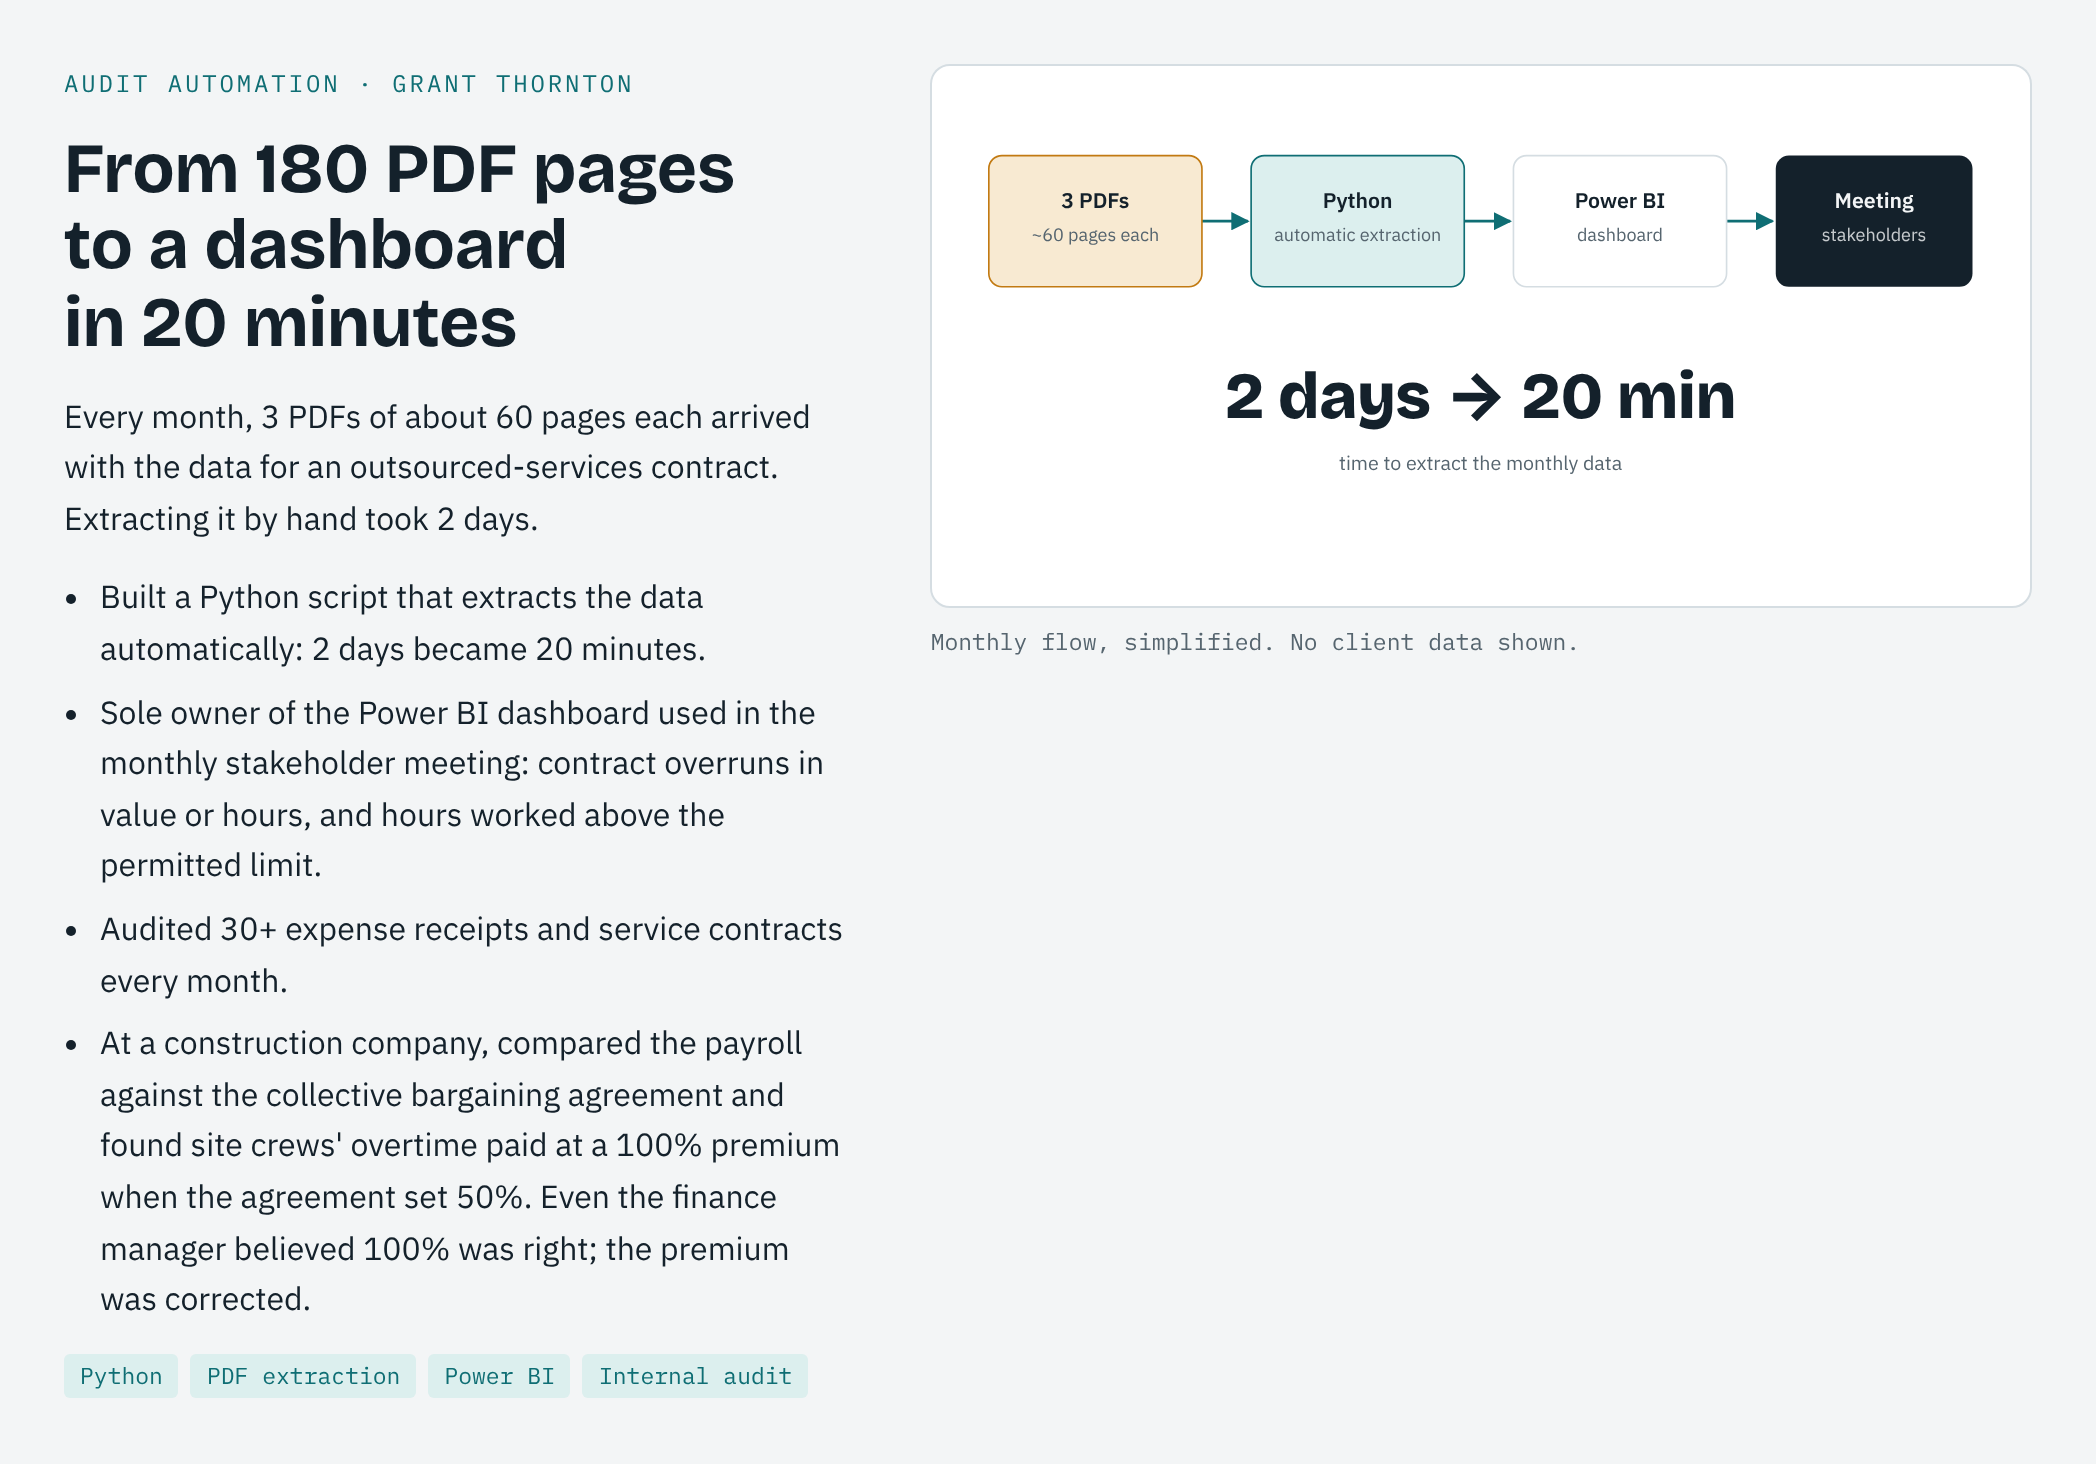 AUDIT AUTOMATION · GRANT THORNTON
From 180 PDF pages
to a dashboard
in 20 minutes
Every month, 3 PDFs of about 60 pages each arrived
with the data for an outsourced-services contract.
Extracting it by hand took 2 days.
• Built a Python script that extracts the data
automatically: 2 days became 20 minutes.
• Sole owner of the Power BI dashboard used in the
monthly stakeholder meeting: contract overruns in
value or hours, and hours worked above the
permitted limit.
• Audited 30+ expense receipts and service contracts
every month.
• At a construction company, compared the payroll
against the collective bargaining agreement and
found site crews' overtime paid at a 100% premium
when the agreement set 50%. Even the finance
manager believed 100% was right; the premium
was corrected.
Python PDF extraction Power BI Internal audit
3 PDFs
~60 pages each
Python
automatic extraction
Power BI
dashboard
Meeting
stakeholders
2 days → 20 min
time to extract the monthly data
Monthly flow, simplified. No client data shown.